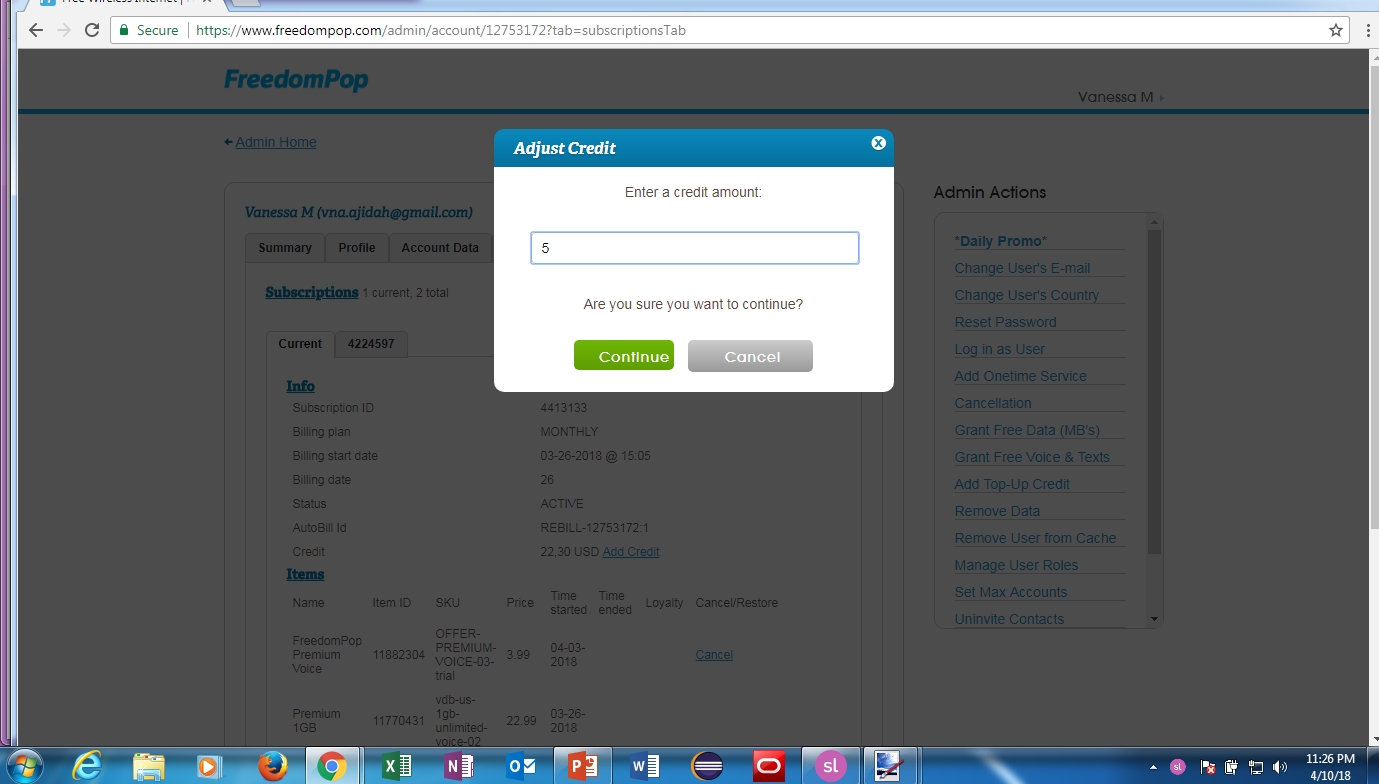 Free Wireless Internet |
Secure
https://www.freedompop.com/admin/account/12753172?tab=subscriptionsTab
FreedomPop
Vanessa M
Admin Home
Adjust Credit
Enter a credit amount:
5
Are you sure you want to continue?
Continue
Cancel
Vanessa M (vna.ajidah@gmail.com)
Summary
Profile
Account Data
Subscriptions 1 current, 2 total
Current
4224597
Info
Subscription ID 4413133
Billing plan MONTHLY
Billing start date 03-26-2018 @ 15:05
Billing date 26
Status ACTIVE
AutoBill Id REBILL-12753172:1
Credit 22,30 USD Add Credit
Items
Name Item ID SKU Price Time started Time ended Loyalty Cancel/Restore
FreedomPop Premium Voice 11882304 OFFER-PREMIUM-VOICE-03-trial 3.99 04-03-2018 Cancel
Premium 1GB 11770431 vdb-us-1gb-unlimited-voice-02 22.99 03-26-2018
Admin Actions
*Daily Promo*
Change User's E-mail
Change User's Country
Reset Password
Log in as User
Add Onetime Service
Cancellation
Grant Free Data (MB's)
Grant Free Voice & Texts
Add Top-Up Credit
Remove Data
Remove User from Cache
Manage User Roles
Set Max Accounts
Uninvite Contacts
sl
sl
11:26 PM
4/10/18